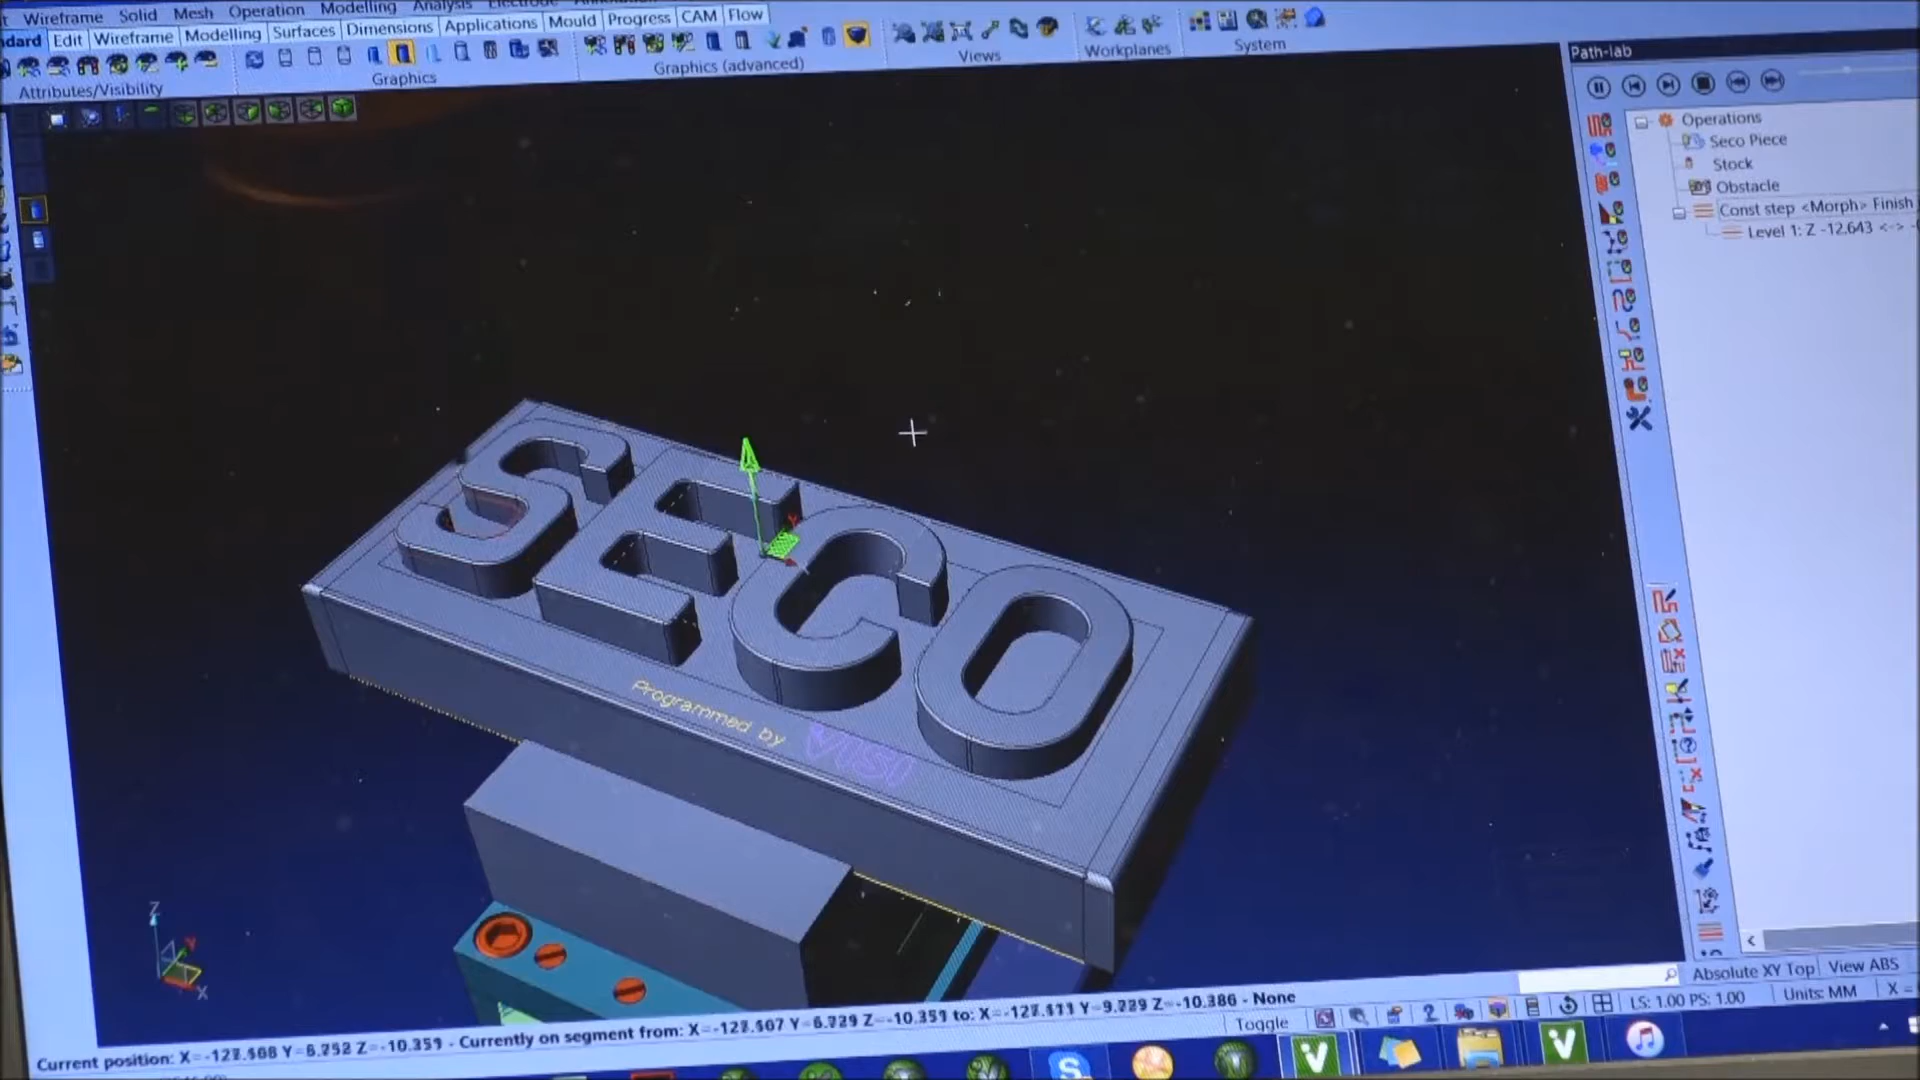 Wireframe Solid Mesh Operation Modelling Analysis
Edit Wireframe Modelling Surfaces Dimensions Applications Mould Progress CAM Flow
Attributes/Visibility
Graphics
Graphics (advanced)
Views
Workplanes
System
Path-lab
Operations
Seco Piece
Stock
Obstacle
Const step <Morph> Finish
Level 1: Z -12.643 <->
SECO
Programmed by VISI
Z
Y
X
Absolute XY Top View ABS
LS: 1.00 PS: 1.00 Units: MM X =
Toggle